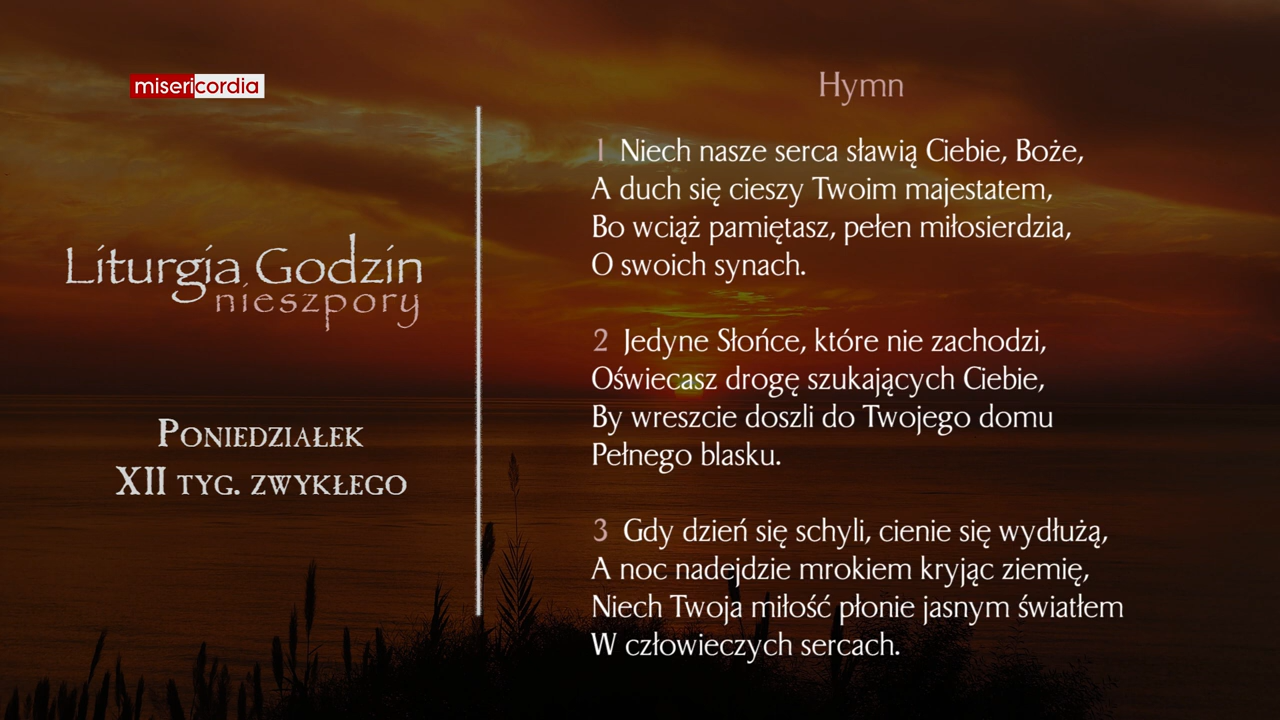 misericordia
Liturgia Godzin
nieszpory
Poniedziałek
XII tyg. zwykłego
Hymn
1 Niech nasze serca sławią Ciebie, Boże,
A duch się cieszy Twoim majestatem,
Bo wciąż pamiętasz, pełen miłosierdzia,
O swoich synach.
2 Jedyne Słońce, które nie zachodzi,
Oświecasz drogę szukających Ciebie,
By wreszcie doszli do Twojego domu
Pełnego blasku.
3 Gdy dzień się schyli, cienie się wydłużą,
A noc nadejdzie mrokiem kryjąc ziemię,
Niech Twoja miłość płonie jasnym światłem
W człowieczych sercach.